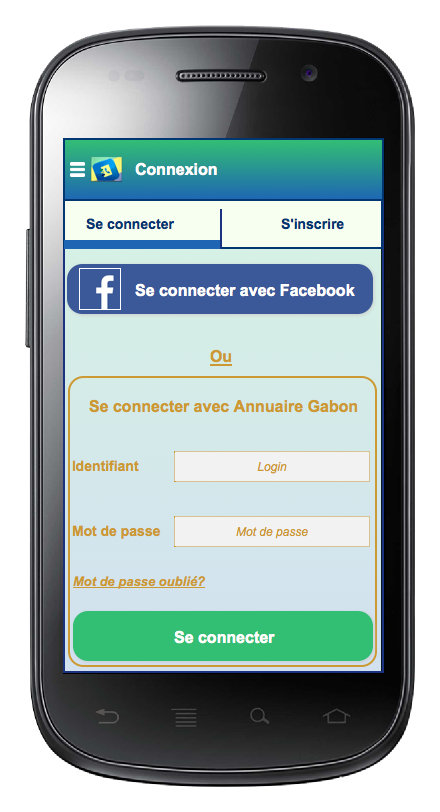 Connexion
Se connecter
S'inscrire
Se connecter avec Facebook
Ou
Se connecter avec Annuaire Gabon
Identifiant
Login
Mot de passe
Mot de passe
Mot de passe oublié?
Se connecter